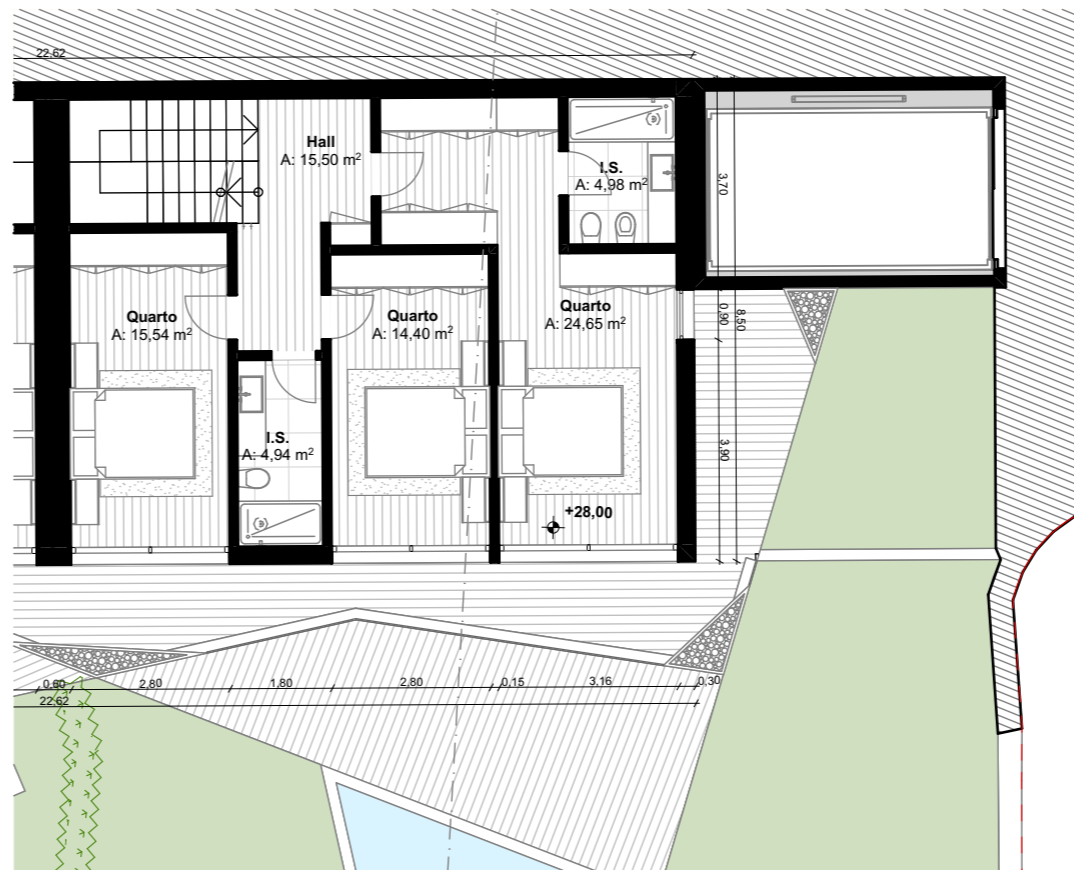 22,62
Hall
A: 15,50 m²
I.S.
A: 4,98 m²
3,70
Quarto
A: 15,54 m²
Quarto
A: 14,40 m²
Quarto
A: 24,65 m²
0,90
8,50
I.S.
A: 4,94 m²
3,90
+28,00
0,60
2,80
1,80
2,80
0,15
3,16
0,30
22,62